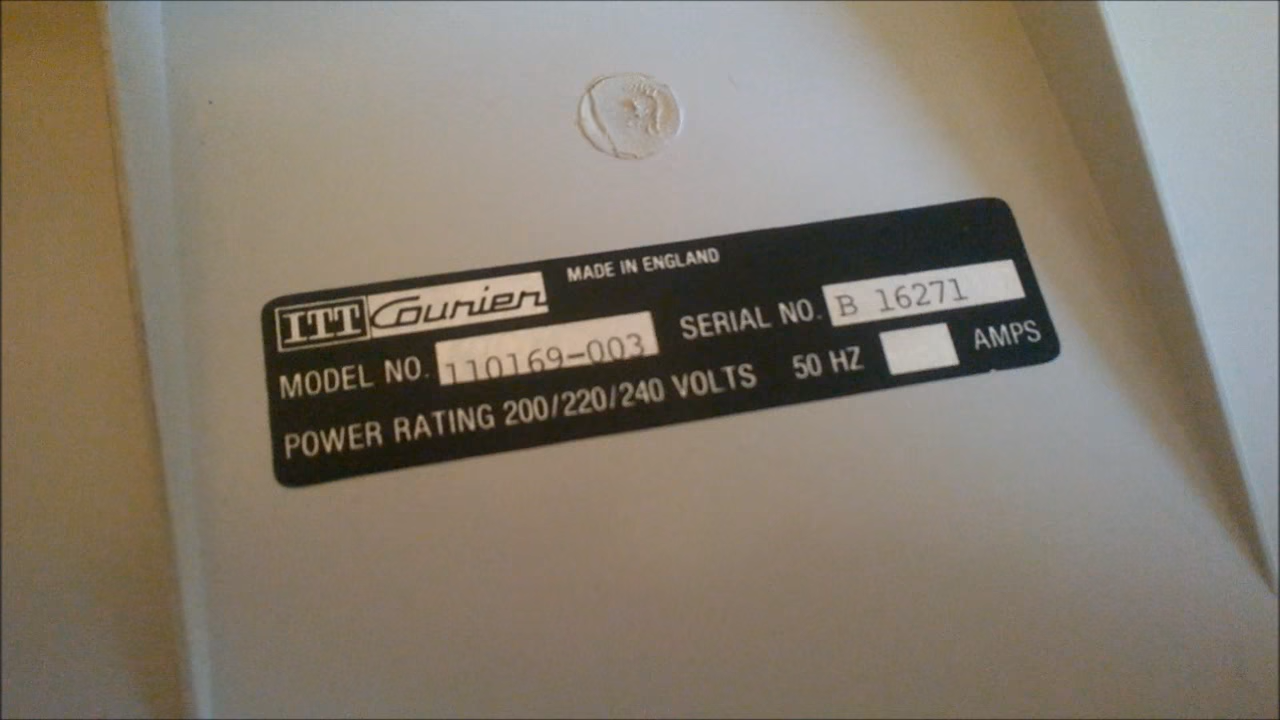 MADE IN ENGLAND
ITT Courier
MODEL NO. 110169-003 SERIAL NO. B 16271
POWER RATING 200/220/240 VOLTS 50 HZ AMPS